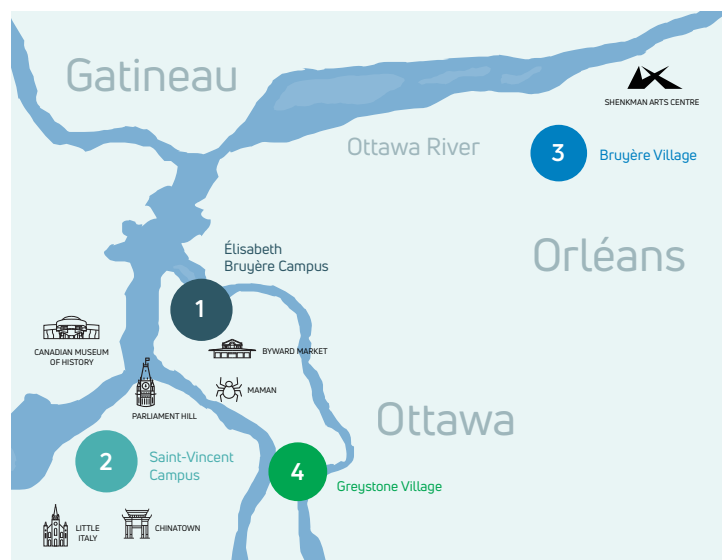 Gatineau
SHENKMAN ARTS CENTRE
Ottawa River
3
Bruyère Village
Élisabeth
Bruyère Campus
Orléans
1
CANADIAN MUSEUM
OF HISTORY
BYWARD MARKET
MAMAN
PARLIAMENT HILL
Ottawa
2
Saint-Vincent
Campus
4
Greystone Village
LITTLE
ITALY
CHINATOWN